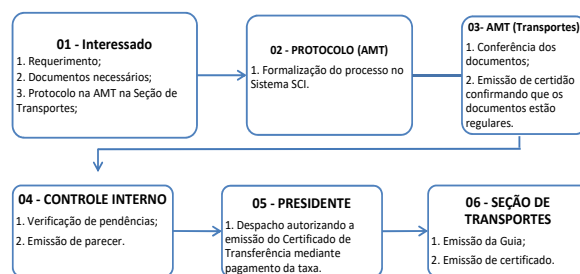 01 - Interessado
1. Requerimento;
2. Documentos necessários;
3. Protocolo na AMT na Seção de
Transportes;
02 - PROTOCOLO (AMT)
1. Formalização do processo no
Sistema SCI.
03- AMT (Transportes)
1. Conferência dos
documentos;
2. Emissão de certidão
confirmando que os
documentos estão
regulares.
04 - CONTROLE INTERNO
1. Verificação de pendências;
2. Emissão de parecer.
05 - PRESIDENTE
1. Despacho autorizando a
emissão do Certificado de
Transferência mediante
pagamento da taxa.
06 - SEÇÃO DE
TRANSPORTES
1. Emissão da Guia;
2. Emissão de certificado.